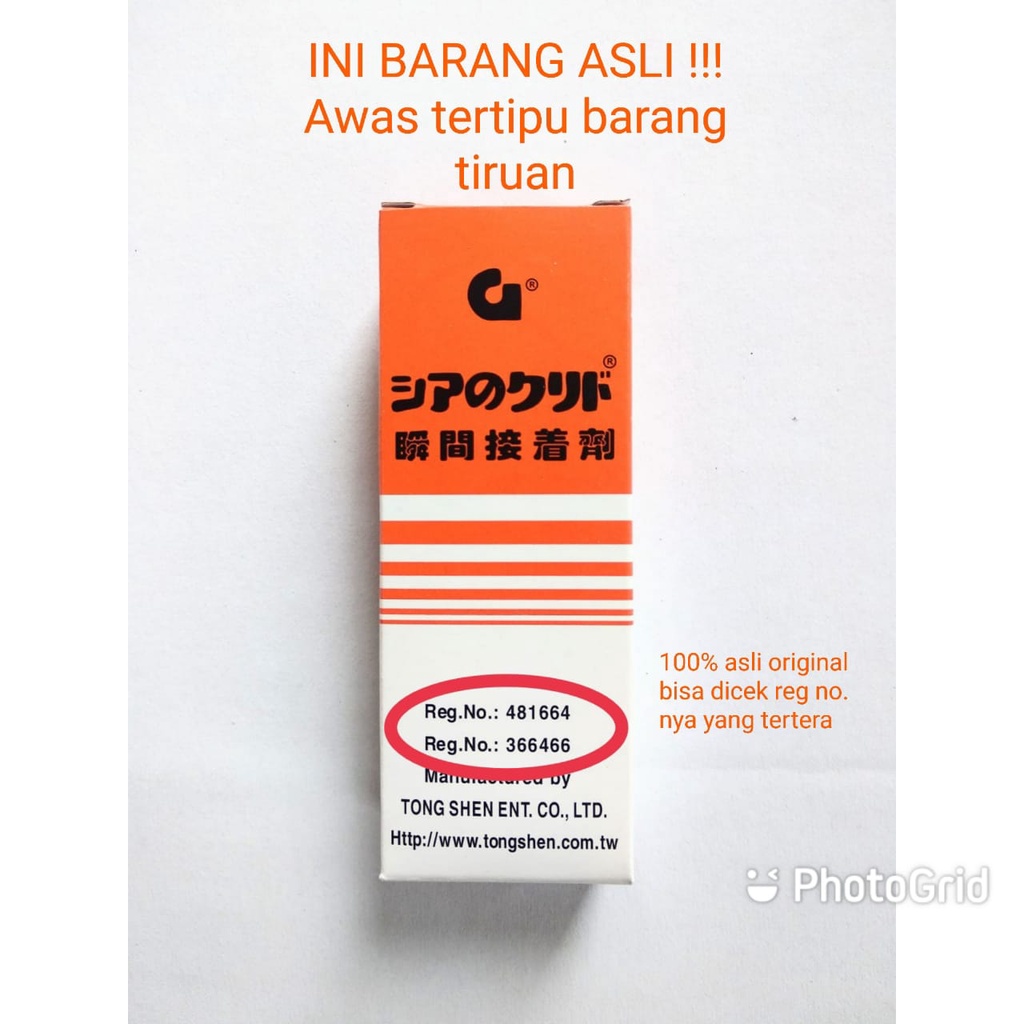 INI BARANG ASLI !!!
Awas tertipu barang
tiruan
G®
シアのクリド®
瞬間接着劑
100% asli original
bisa dicek reg no.
nya yang tertera
Reg.No.: 481664
Reg.No.: 366466
Manufactured by
TONG SHEN ENT. CO., LTD.
Http://www.tongshen.com.tw
PhotoGrid